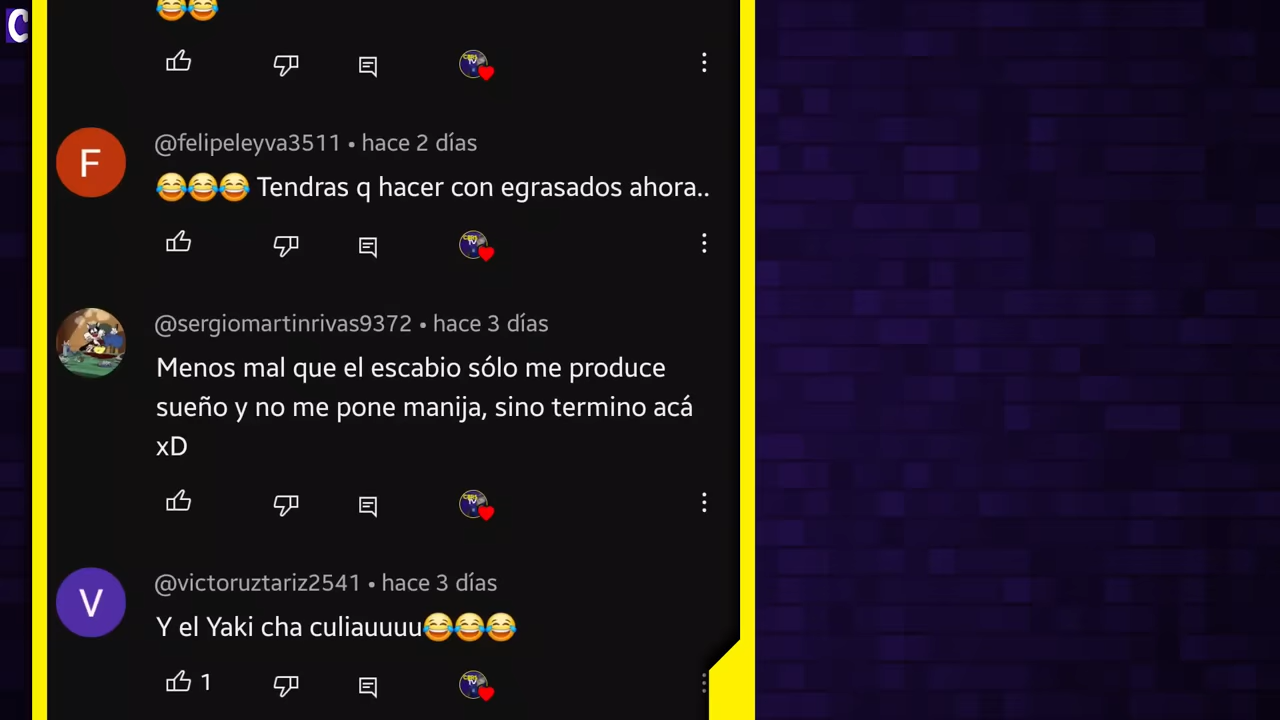 C
😂😂
@felipeleyva3511 • hace 2 días
F
😂😂😂 Tendras q hacer con egrasados ahora..
@sergiomartinrivas9372 • hace 3 días
Menos mal que el escabio sólo me produce
sueño y no me pone manija, sino termino acá
xD
@victoruztariz2541 • hace 3 días
V
Y el Yaki cha culiauuuu😂😂😂
1